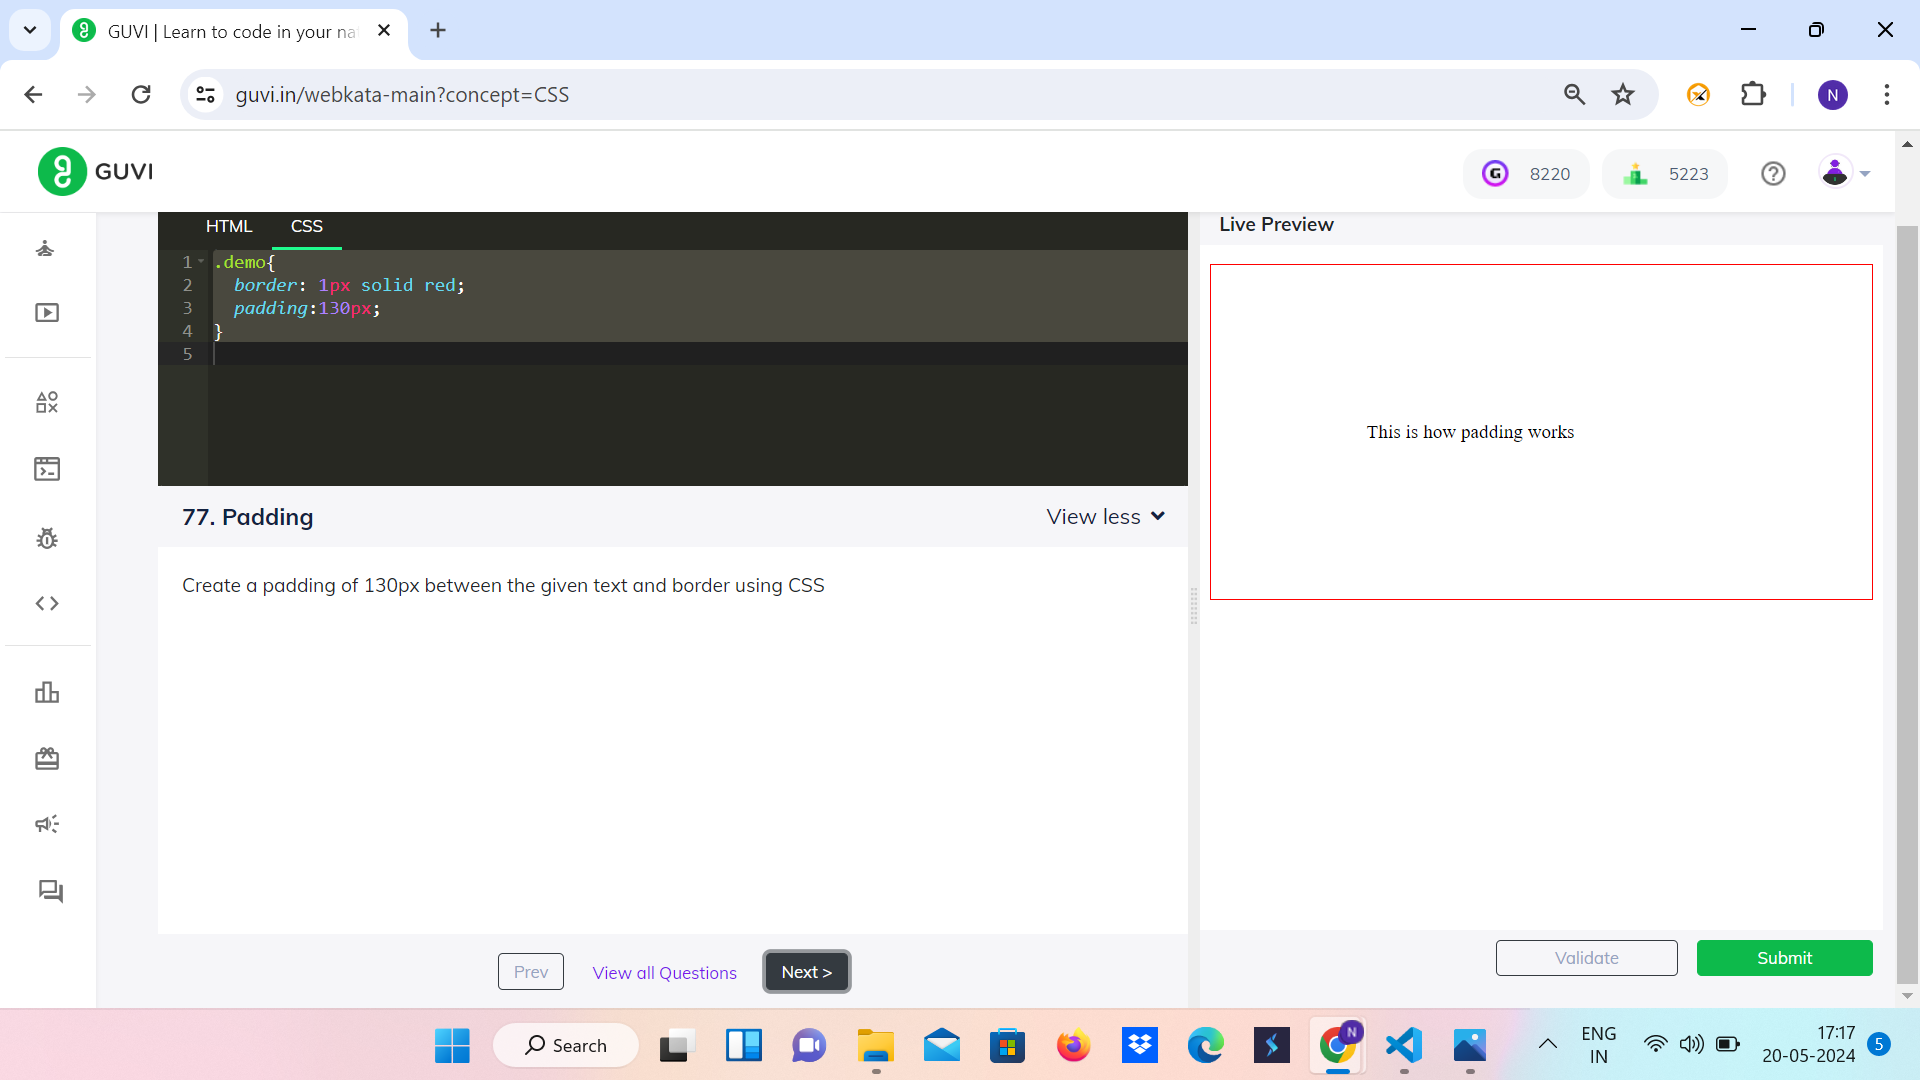 GUVI | Learn to code in your na
guvi.in/webkata-main?concept=CSS
N
GUVI
G 8220
5223
HTML CSS
1 .demo{
2 border: 1px solid red;
3 padding:130px;
4 }
5
Live Preview
This is how padding works
77. Padding
View less
Create a padding of 130px between the given text and border using CSS
Prev
View all Questions
Next >
Validate
Submit
Search
N
ENG
IN
17:17
20-05-2024
5